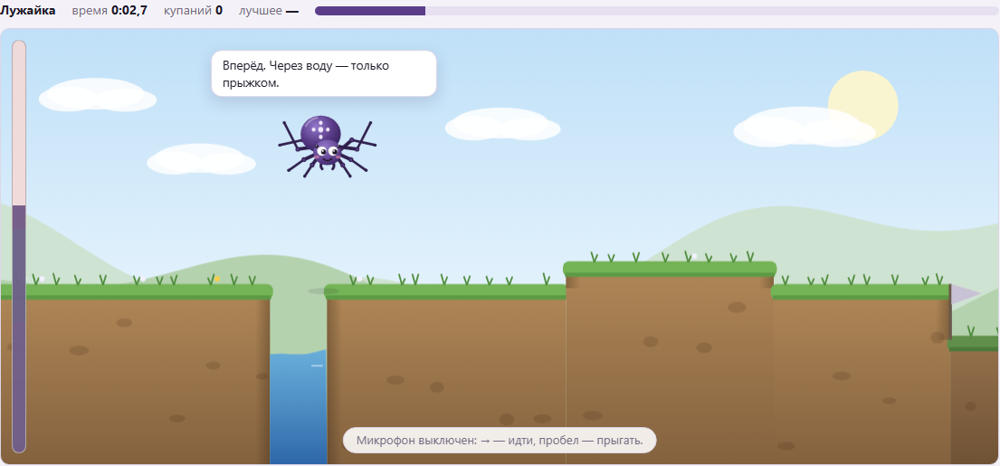 Лужайка время 0:02,7 купаний 0 лучшее —
Вперёд. Через воду — только
прыжком.
Микрофон выключен: → — идти, пробел — прыгать.